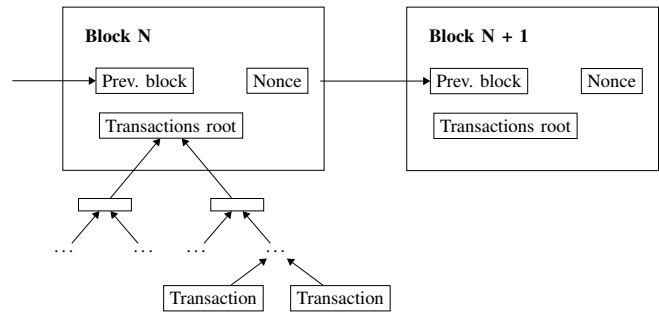 Block N
Block N + 1
Prev. block
Nonce
Prev. block
Nonce
Transactions root
Transactions root
...
...
...
...
Transaction
Transaction